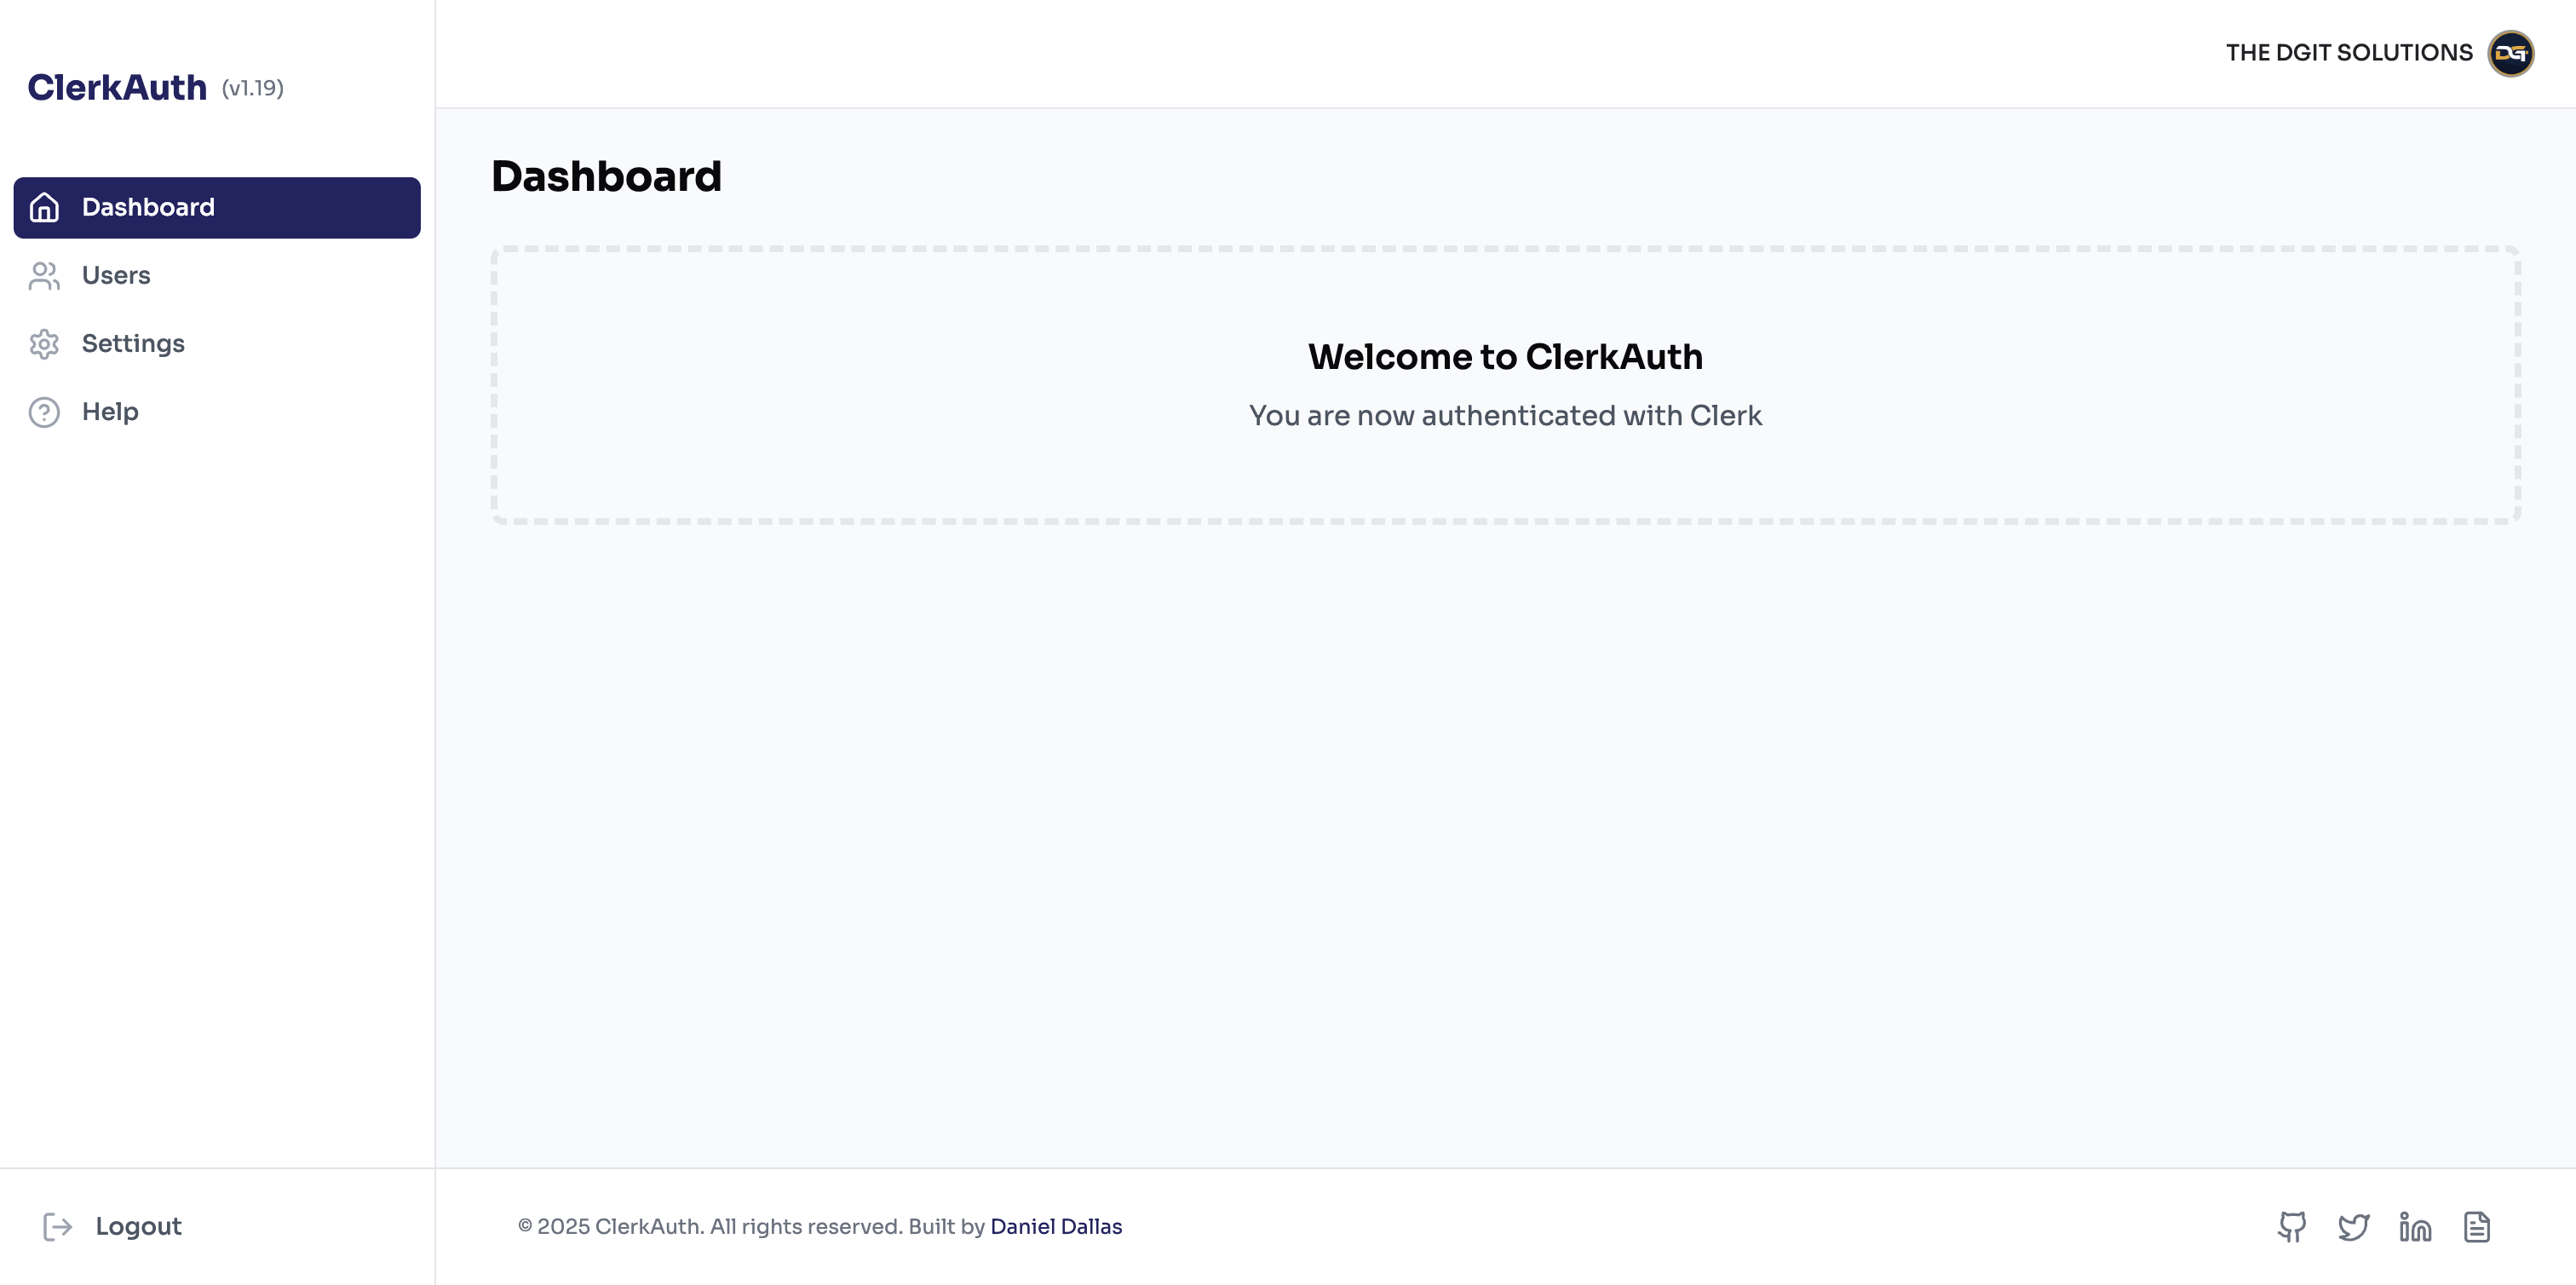 ClerkAuth (v1.19)
THE DGIT SOLUTIONS
DGT
Dashboard
Users
Settings
Help
Dashboard
Welcome to ClerkAuth
You are now authenticated with Clerk
Logout
© 2025 ClerkAuth. All rights reserved. Built by Daniel Dallas